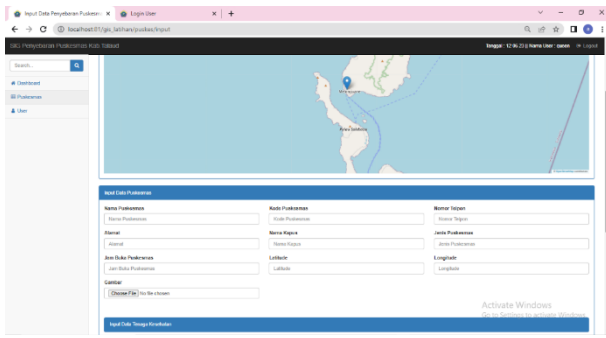 Input Data Penyebaran Puskesmas
Login User
localhost:81/gis_latihan/puskes/input
SIG Penyebaran Puskesmas Kab Talaud
Tanggal : 12 06 23 || Nama User : queen
Logout
Search...
Dashboard
Puskesmas
User
Input Data Puskesmas
Nama Puskesmas
Kode Puskesmas
Nomor Telpon
Nama Puskesmas
Kode Puskesmas
Nomor Telpon
Alamat
Nama Kapus
Jenis Puskesmas
Alamat
Nama Kapus
Jenis Puskesmas
Jam Buka Puskesmas
Latitude
Longitude
Jam Buka Puskesmas
Latitude
Longitude
Gambar
Choose File No file chosen
Activate Windows
Go to Settings to activate Windows.
Input Data Tenaga Kesehatan